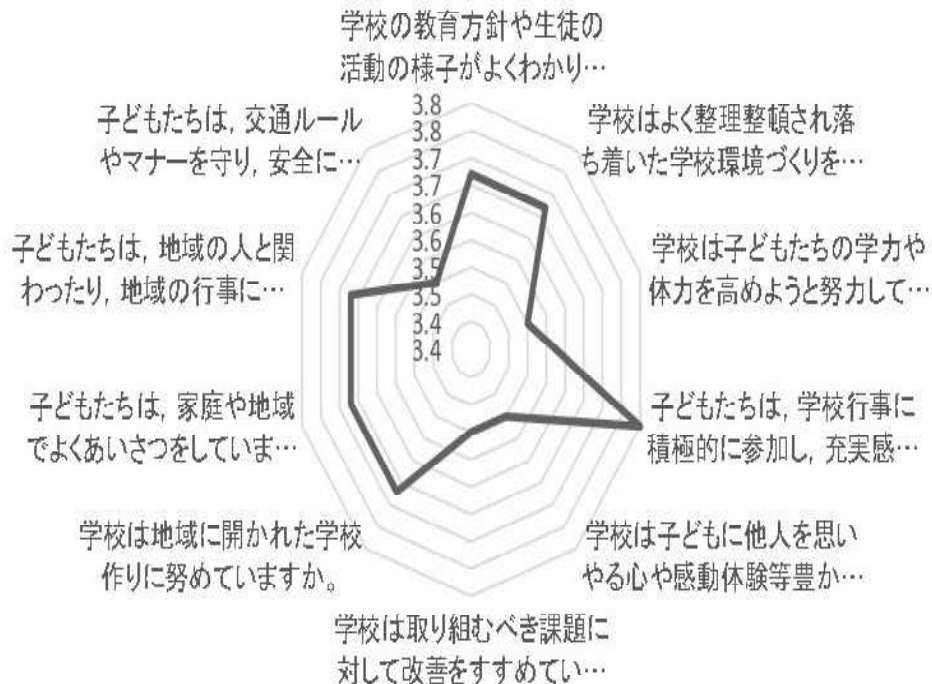 学校の教育方針や生徒の
活動の様子がよくわかり…
学校はよく整理整頓され落
ち着いた学校環境づくりを…
学校は子どもたちの学力や
体力を高めようと努力して…
子どもたちは，学校行事に
積極的に参加し，充実感…
学校は子どもに他人を思い
やる心や感動体験等豊か…
学校は取り組むべき課題に
対して改善をすすめてい…
学校は地域に開かれた学校
作りに努めていますか。
子どもたちは，家庭や地域
でよくあいさつをしていま…
子どもたちは，地域の人と関
わったり，地域の行事に…
子どもたちは，交通ルール
やマナーを守り，安全に…
3.8
3.8
3.7
3.7
3.6
3.6
3.5
3.5
3.4
3.4